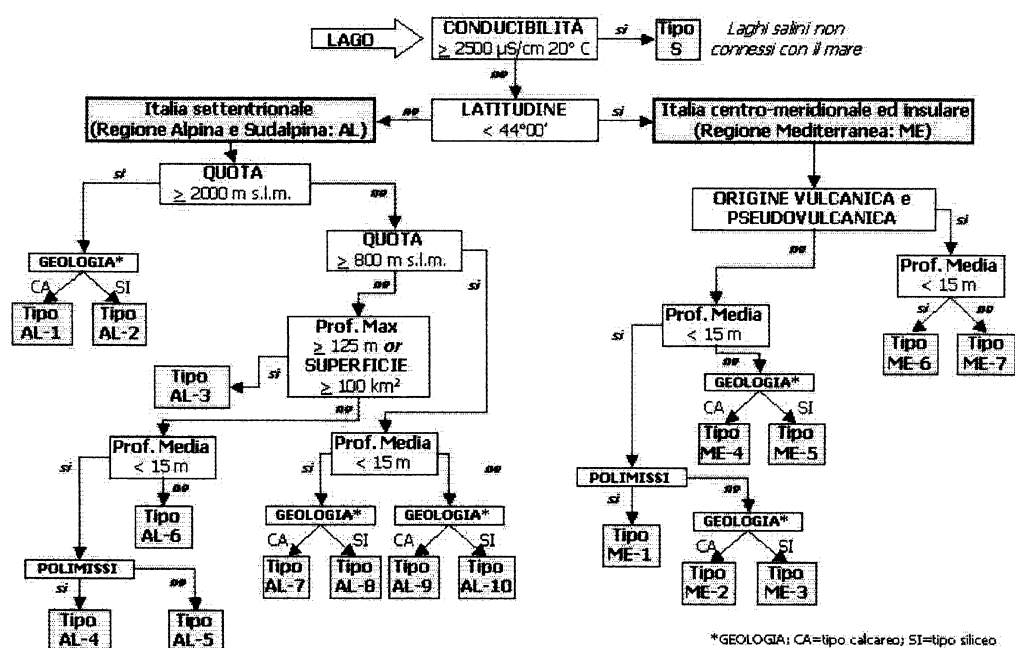 LAGO
CONDUCIBILITÀ
≥ 2500 µS/cm 20° C
si
Tipo
S
Laghi salini non
connessi con il mare
no
Italia settentrionale
(Regione Alpina e Sudalpina: AL)
no
LATITUDINE
< 44°00'
si
Italia centro-meridionale ed insulare
(Regione Mediterranea: ME)
si
QUOTA
≥ 2000 m s.l.m.
no
GEOLOGIA*
CA
SI
Tipo
AL-1
Tipo
AL-2
QUOTA
≥ 800 m s.l.m.
no
si
Prof. Max
≥ 125 m or
SUPERFICIE
≥ 100 km²
si
Tipo
AL-3
no
Prof. Media
< 15 m
si
no
Tipo
AL-6
POLIMISSI
si
no
Tipo
AL-4
Tipo
AL-5
Prof. Media
< 15 m
si
no
GEOLOGIA*
GEOLOGIA*
CA
SI
CA
SI
Tipo
AL-7
Tipo
AL-8
Tipo
AL-9
Tipo
AL-10
ORIGINE VULCANICA e
PSEUDOVULCANICA
no
si
Prof. Media
< 15 m
si
no
Tipo
ME-6
Tipo
ME-7
Prof. Media
< 15 m
si
no
GEOLOGIA*
CA
SI
Tipo
ME-4
Tipo
ME-5
POLIMISSI
si
no
Tipo
ME-1
GEOLOGIA*
CA
SI
Tipo
ME-2
Tipo
ME-3
*GEOLOGIA: CA=tipo calcareo; SI=tipo siliceo